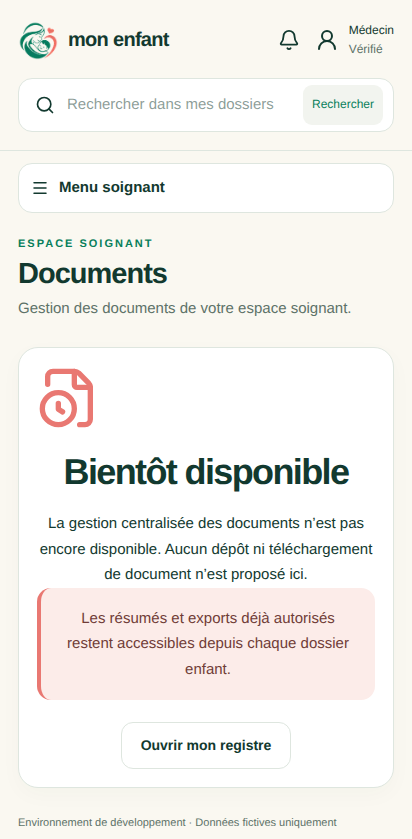 mon enfant
Médecin
Vérifié
Rechercher dans mes dossiers
Rechercher
Menu soignant
ESPACE SOIGNANT
Documents
Gestion des documents de votre espace soignant.
Bientôt disponible
La gestion centralisée des documents n’est pas
encore disponible. Aucun dépôt ni téléchargement
de document n’est proposé ici.
Les résumés et exports déjà autorisés
restent accessibles depuis chaque dossier
enfant.
Ouvrir mon registre
Environnement de développement · Données fictives uniquement